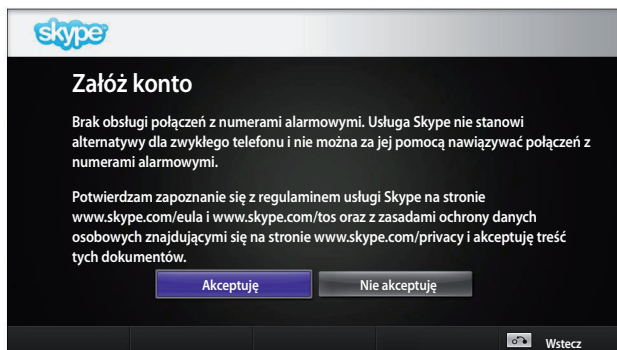 skype
Załóż konto
Brak obsługi połączeń z numerami alarmowymi. Usługa Skype nie stanowi
alternatywy dla zwykłego telefonu i nie można za jej pomocą nawiązywać połączeń z
numerami alarmowymi.
Potwierdzam zapoznanie się z regulaminem usługi Skype na stronie
www.skype.com/eula i www.skype.com/tos oraz z zasadami ochrony danych
osobowych znajdującymi się na stronie www.skype.com/privacy i akceptuję treść
tych dokumentów.
Akceptuję Nie akceptuję
Wstecz